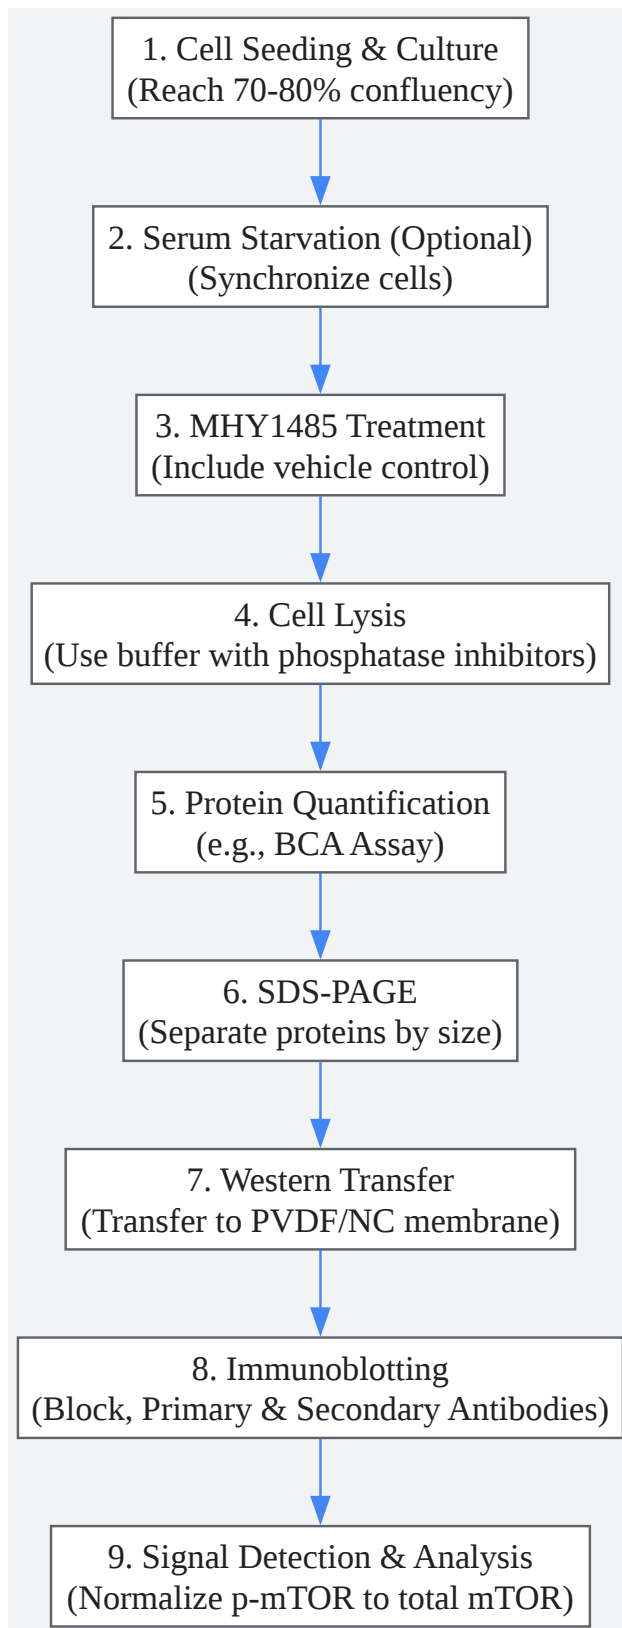 1. Cell Seeding & Culture
(Reach 70-80% confluency)
2. Serum Starvation (Optional)
(Synchronize cells)
3. MHY1485 Treatment
(Include vehicle control)
4. Cell Lysis
(Use buffer with phosphatase inhibitors)
5. Protein Quantification
(e.g., BCA Assay)
6. SDS-PAGE
(Separate proteins by size)
7. Western Transfer
(Transfer to PVDF/NC membrane)
8. Immunoblotting
(Block, Primary & Secondary Antibodies)
9. Signal Detection & Analysis
(Normalize p-mTOR to total mTOR)